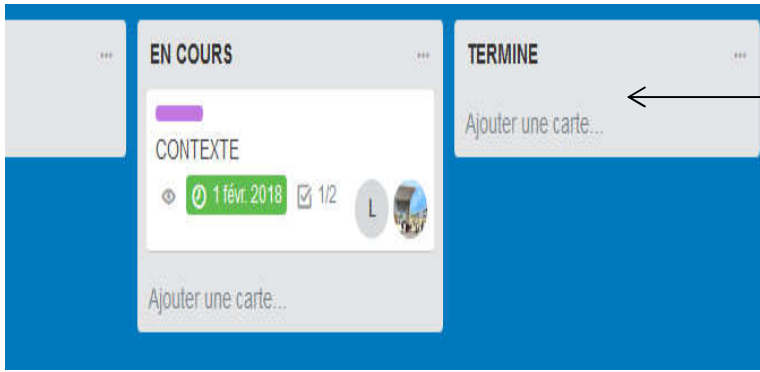 EN COURS
CONTEXTE
1 févr. 2018 1/2
L
Ajouter une carte...
TERMINE
Ajouter une carte...